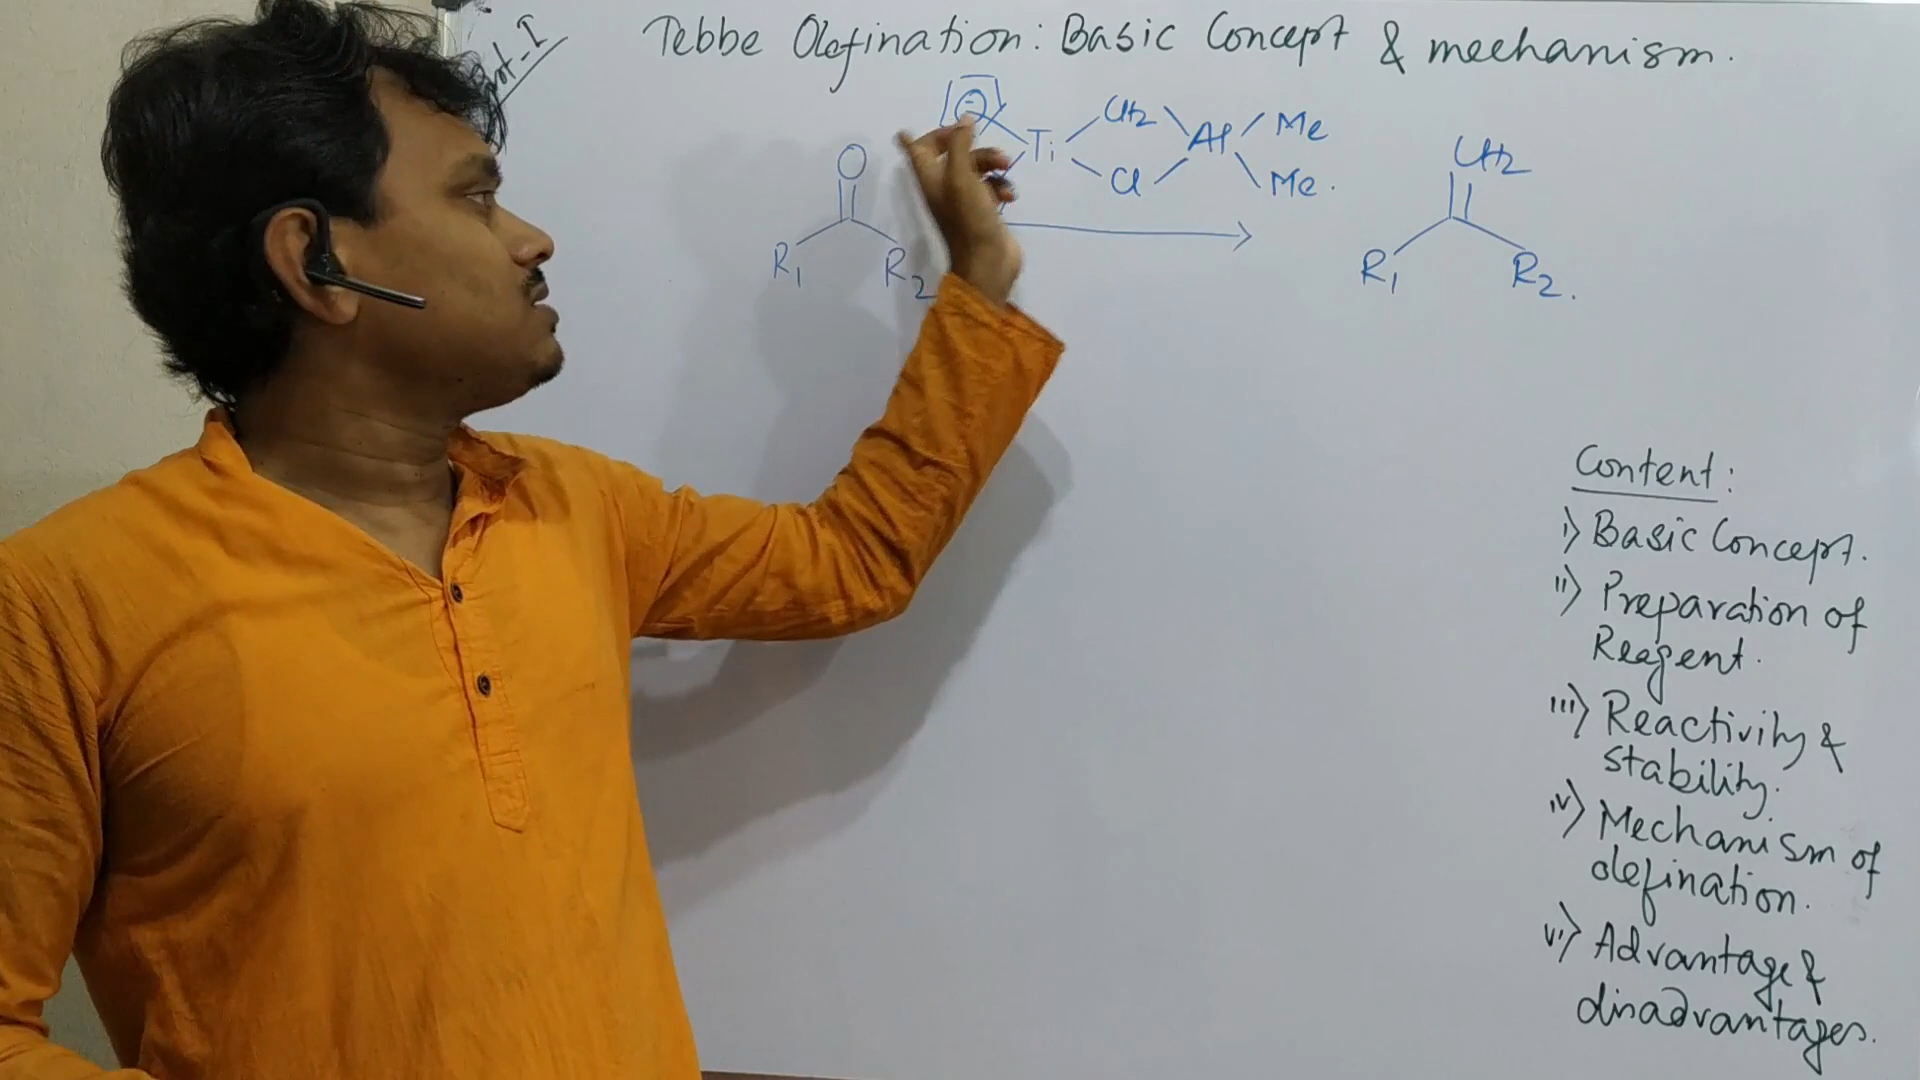 Part-I
Tebbe Olefination: Basic Concept & mechanism.
Ti
CH2
Cl
Al
Me
Me.
O
R1
R2
CH2
R1
R2.
Content:
i) Basic Concept.
ii) Preparation of
Reagent.
iii) Reactivity &
stability.
iv) Mechanism of
olefination.
vi) Advantage &
disadvantages.